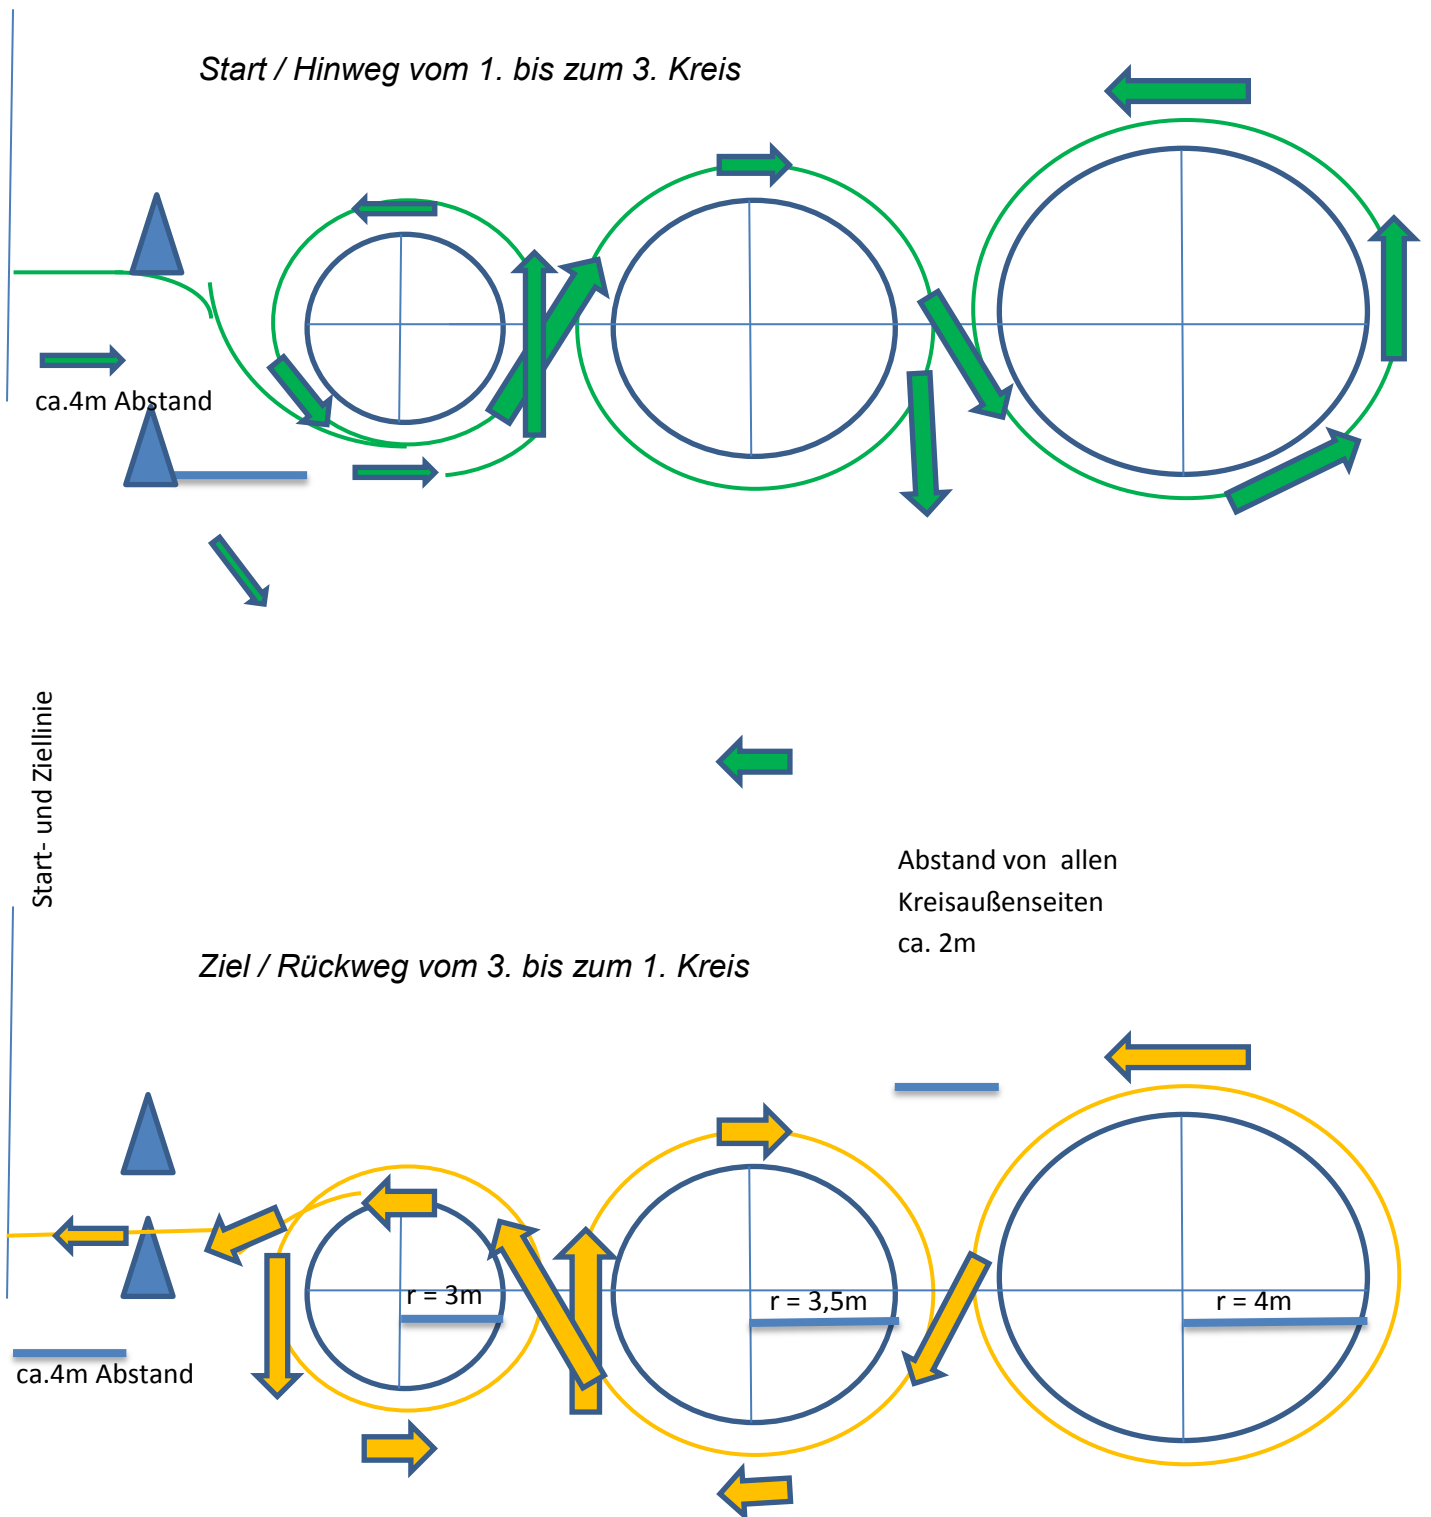 Start / Hinweg vom 1. bis zum 3. Kreis
ca.4m Abstand
Start- und Ziellinie
Abstand von allen
Kreisaußenseiten
ca. 2m
Ziel / Rückweg vom 3. bis zum 1. Kreis
r = 3m
r = 3,5m
r = 4m
ca.4m Abstand